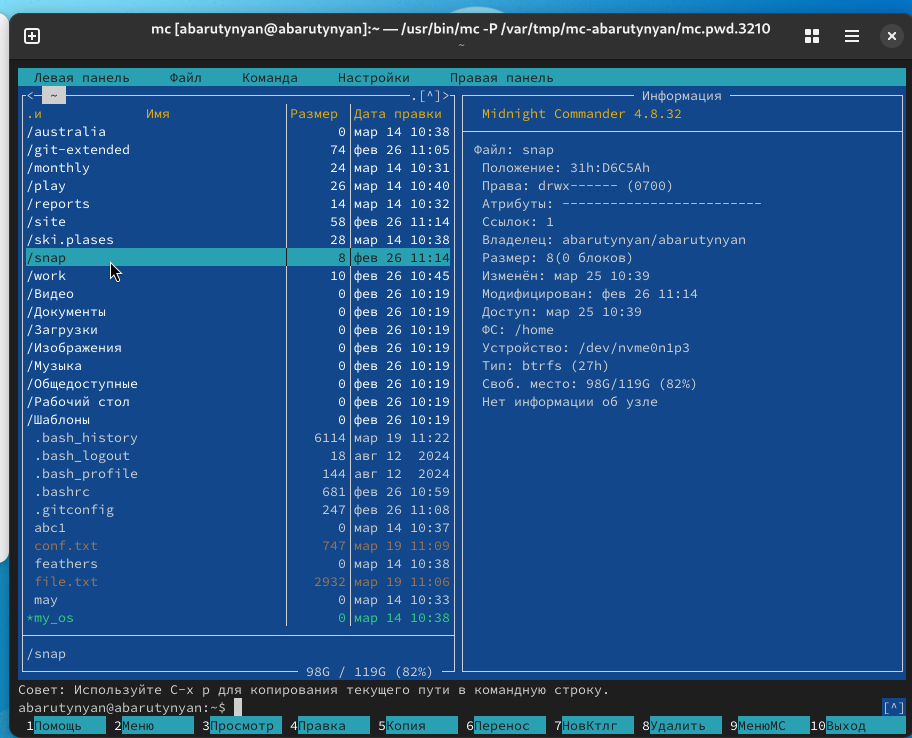 mc [abarutynyan@abarutynyan]:~ — /usr/bin/mc -P /var/tmp/mc-abarutynyan/mc.pwd.3210
~
Левая панель Файл Команда Настройки Правая панель
<─ ~ .[^]>
.и Имя Размер Дата правки
/australia 0 мар 14 10:38
/git-extended 74 фев 26 11:05
/monthly 24 мар 14 10:31
/play 26 мар 14 10:40
/reports 14 мар 14 10:32
/site 58 фев 26 11:14
/ski.plases 28 мар 14 10:38
/snap 8 фев 26 11:14
/work 10 фев 26 10:45
/Видео 0 фев 26 10:19
/Документы 0 фев 26 10:19
/Загрузки 0 фев 26 10:19
/Изображения 0 фев 26 10:19
/Музыка 0 фев 26 10:19
/Общедоступные 0 фев 26 10:19
/Рабочий стол 0 фев 26 10:19
/Шаблоны 0 фев 26 10:19
.bash_history 6114 мар 19 11:22
.bash_logout 18 авг 12 2024
.bash_profile 144 авг 12 2024
.bashrc 681 фев 26 10:59
.gitconfig 247 фев 26 11:08
abc1 0 мар 14 10:37
conf.txt 747 мар 19 11:09
feathers 0 мар 14 10:38
file.txt 2932 мар 19 11:06
may 0 мар 14 10:33
*my_os 0 мар 14 10:38
/snap
98G / 119G (82%)
Информация
Midnight Commander 4.8.32
Файл: snap
Положение: 31h:D6C5Ah
Права: drwx------ (0700)
Атрибуты: -------------------------
Ссылок: 1
Владелец: abarutynyan/abarutynyan
Размер: 8(0 блоков)
Изменён: мар 25 10:39
Модифицирован: фев 26 11:14
Доступ: мар 25 10:39
ФС: /home
Устройство: /dev/nvme0n1p3
Тип: btrfs (27h)
Своб. место: 98G/119G (82%)
Нет информации об узле
Совет: Используйте C-x p для копирования текущего пути в командную строку.
abarutynyan@abarutynyan:~$ [^]
1Помощь 2Меню 3Просмотр 4Правка 5Копия 6Перенос 7НовКтлг 8Удалить 9МенюМС 10Выход